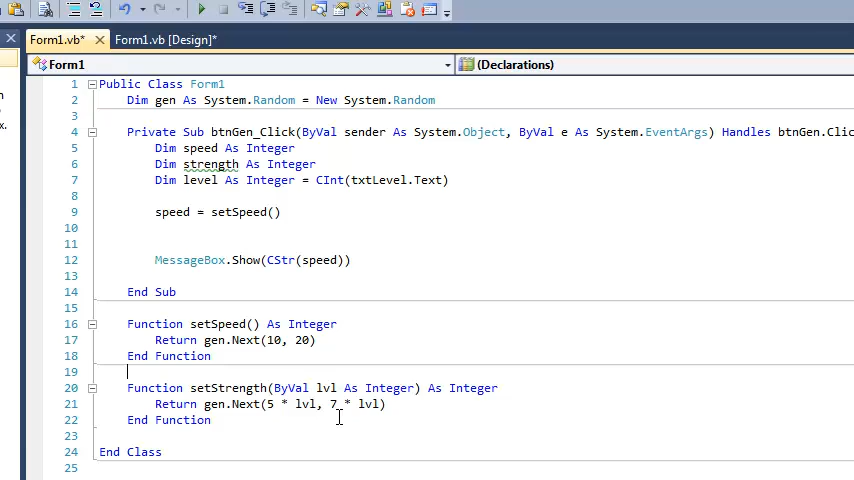 Form1.vb* Form1.vb [Design]*
Form1 (Declarations)
1 Public Class Form1
2 Dim gen As System.Random = New System.Random
3
4 Private Sub btnGen_Click(ByVal sender As System.Object, ByVal e As System.EventArgs) Handles btnGen.Clic
5 Dim speed As Integer
6 Dim strength As Integer
7 Dim level As Integer = CInt(txtLevel.Text)
8
9 speed = setSpeed()
10
11
12 MessageBox.Show(CStr(speed))
13
14 End Sub
15
16 Function setSpeed() As Integer
17 Return gen.Next(10, 20)
18 End Function
19
20 Function setStrength(ByVal lvl As Integer) As Integer
21 Return gen.Next(5 * lvl, 7 * lvl)
22 End Function
23
24 End Class
25